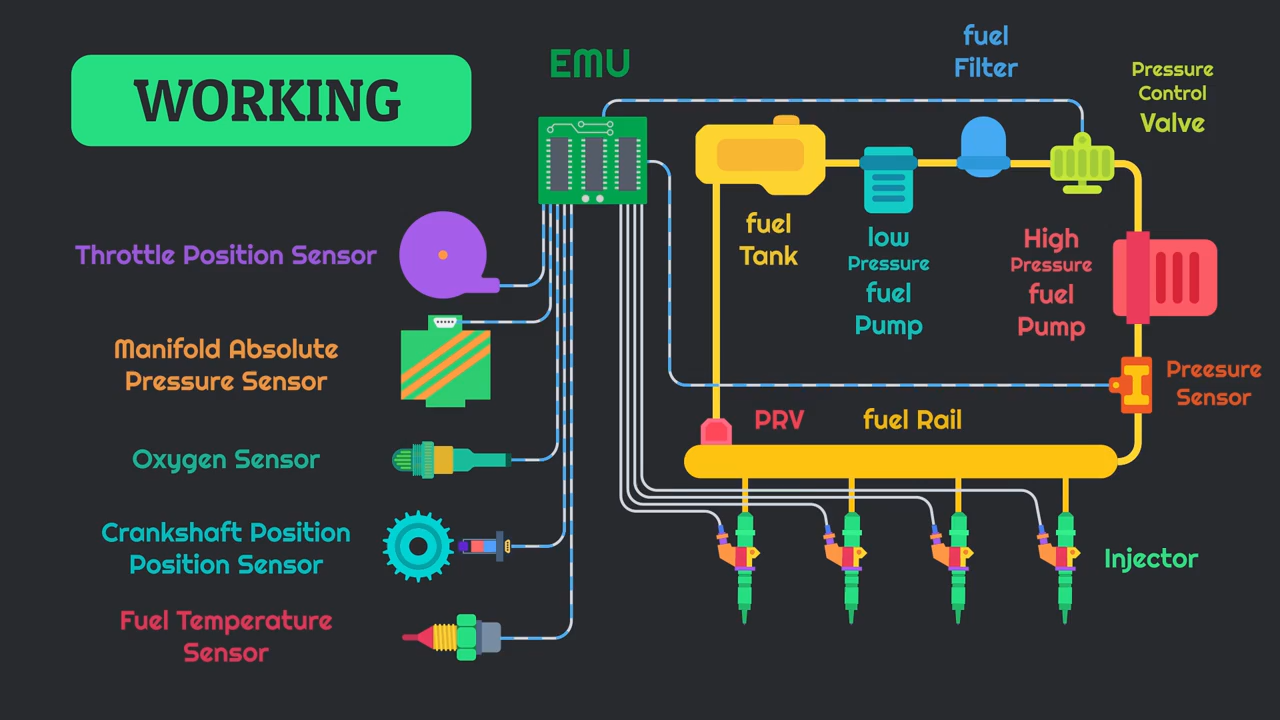 WORKING
EMU
fuel
Filter
Pressure
Control
Valve
Throttle Position Sensor
fuel
Tank
low
Pressure
fuel
Pump
High
Pressure
fuel
Pump
Manifold Absolute
Pressure Sensor
Preesure
Sensor
PRV
fuel Rail
Oxygen Sensor
Crankshaft Position
Position Sensor
Injector
Fuel Temperature
Sensor